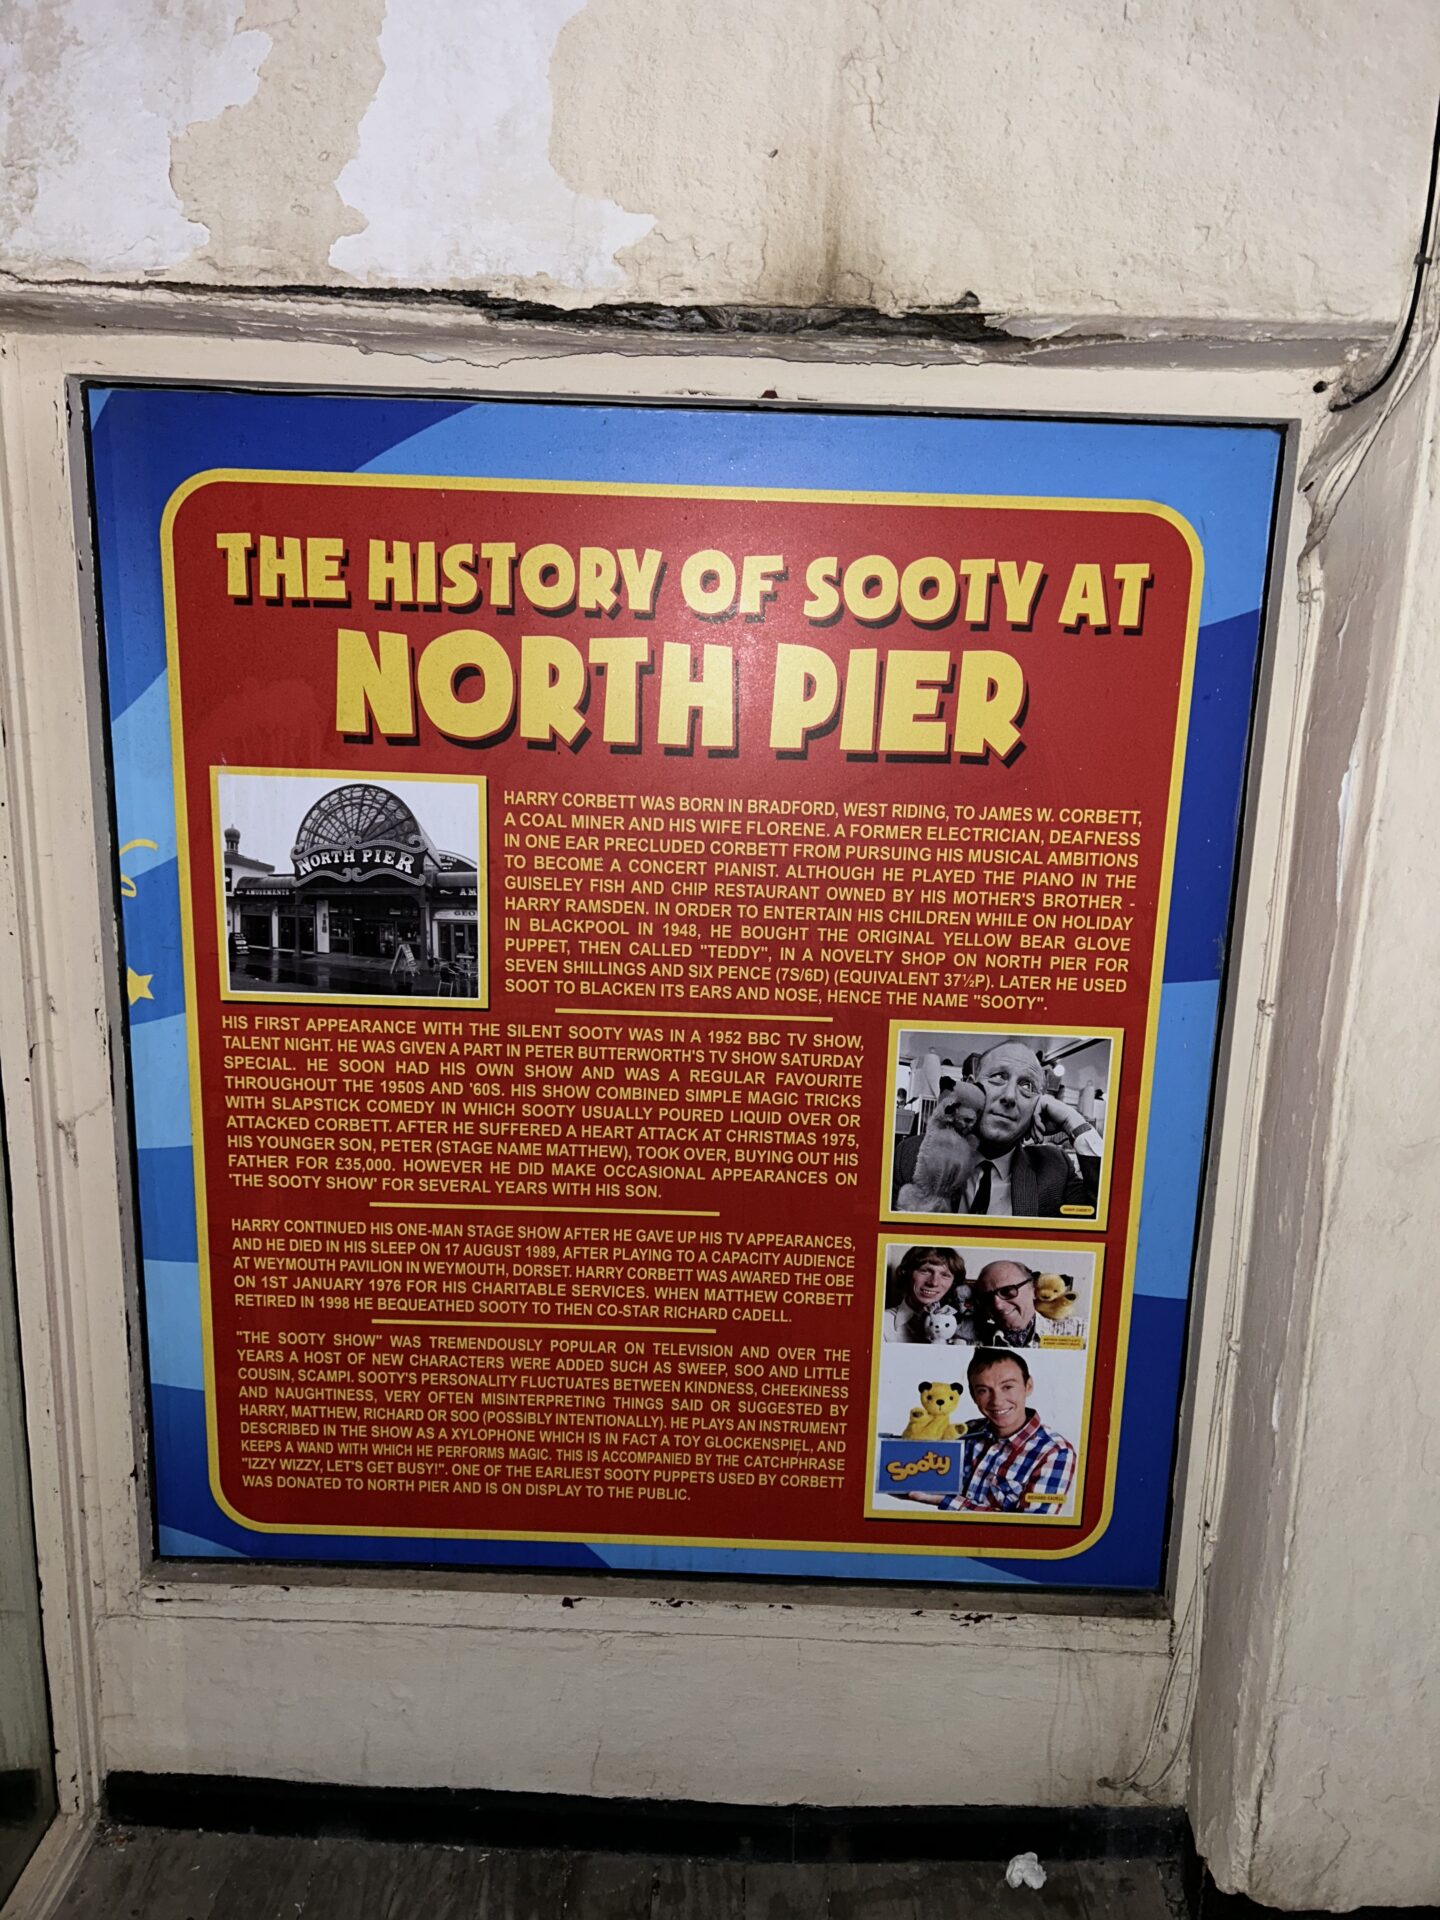 THE HISTORY OF SOOTY AT
NORTH PIER
NORTH PIER
AMUSEMENTS
AM
GEO
HARRY CORBETT WAS BORN IN BRADFORD, WEST RIDING, TO JAMES W. CORBETT,
A COAL MINER AND HIS WIFE FLORENE. A FORMER ELECTRICIAN, DEAFNESS
IN ONE EAR PRECLUDED CORBETT FROM PURSUING HIS MUSICAL AMBITIONS
TO BECOME A CONCERT PIANIST. ALTHOUGH HE PLAYED THE PIANO IN THE
GUISELEY FISH AND CHIP RESTAURANT OWNED BY HIS MOTHER'S BROTHER -
HARRY RAMSDEN. IN ORDER TO ENTERTAIN HIS CHILDREN WHILE ON HOLIDAY
IN BLACKPOOL IN 1948, HE BOUGHT THE ORIGINAL YELLOW BEAR GLOVE
PUPPET, THEN CALLED "TEDDY", IN A NOVELTY SHOP ON NORTH PIER FOR
SEVEN SHILLINGS AND SIX PENCE (7S/6D) (EQUIVALENT 37½P). LATER HE USED
SOOT TO BLACKEN ITS EARS AND NOSE, HENCE THE NAME "SOOTY".
HIS FIRST APPEARANCE WITH THE SILENT SOOTY WAS IN A 1952 BBC TV SHOW,
TALENT NIGHT. HE WAS GIVEN A PART IN PETER BUTTERWORTH'S TV SHOW SATURDAY
SPECIAL. HE SOON HAD HIS OWN SHOW AND WAS A REGULAR FAVOURITE
THROUGHOUT THE 1950S AND '60S. HIS SHOW COMBINED SIMPLE MAGIC TRICKS
WITH SLAPSTICK COMEDY IN WHICH SOOTY USUALLY POURED LIQUID OVER OR
ATTACKED CORBETT. AFTER HE SUFFERED A HEART ATTACK AT CHRISTMAS 1975,
HIS YOUNGER SON, PETER (STAGE NAME MATTHEW), TOOK OVER, BUYING OUT HIS
FATHER FOR £35,000. HOWEVER HE DID MAKE OCCASIONAL APPEARANCES ON
'THE SOOTY SHOW' FOR SEVERAL YEARS WITH HIS SON.
HARRY CORBETT
HARRY CONTINUED HIS ONE-MAN STAGE SHOW AFTER HE GAVE UP HIS TV APPEARANCES,
AND HE DIED IN HIS SLEEP ON 17 AUGUST 1989, AFTER PLAYING TO A CAPACITY AUDIENCE
AT WEYMOUTH PAVILION IN WEYMOUTH, DORSET. HARRY CORBETT WAS AWARED THE OBE
ON 1ST JANUARY 1976 FOR HIS CHARITABLE SERVICES. WHEN MATTHEW CORBETT
RETIRED IN 1998 HE BEQUEATHED SOOTY TO THEN CO-STAR RICHARD CADELL.
"THE SOOTY SHOW" WAS TREMENDOUSLY POPULAR ON TELEVISION AND OVER THE
YEARS A HOST OF NEW CHARACTERS WERE ADDED SUCH AS SWEEP, SOO AND LITTLE
COUSIN, SCAMPI. SOOTY'S PERSONALITY FLUCTUATES BETWEEN KINDNESS, CHEEKINESS
AND NAUGHTINESS, VERY OFTEN MISINTERPRETING THINGS SAID OR SUGGESTED BY
HARRY, MATTHEW, RICHARD OR SOO (POSSIBLY INTENTIONALLY). HE PLAYS AN INSTRUMENT
DESCRIBED IN THE SHOW AS A XYLOPHONE WHICH IS IN FACT A TOY GLOCKENSPIEL, AND
KEEPS A WAND WITH WHICH HE PERFORMS MAGIC. THIS IS ACCOMPANIED BY THE CATCHPHRASE
"IZZY WIZZY, LET'S GET BUSY!". ONE OF THE EARLIEST SOOTY PUPPETS USED BY CORBETT
WAS DONATED TO NORTH PIER AND IS ON DISPLAY TO THE PUBLIC.
Sooty
RICHARD CADELL